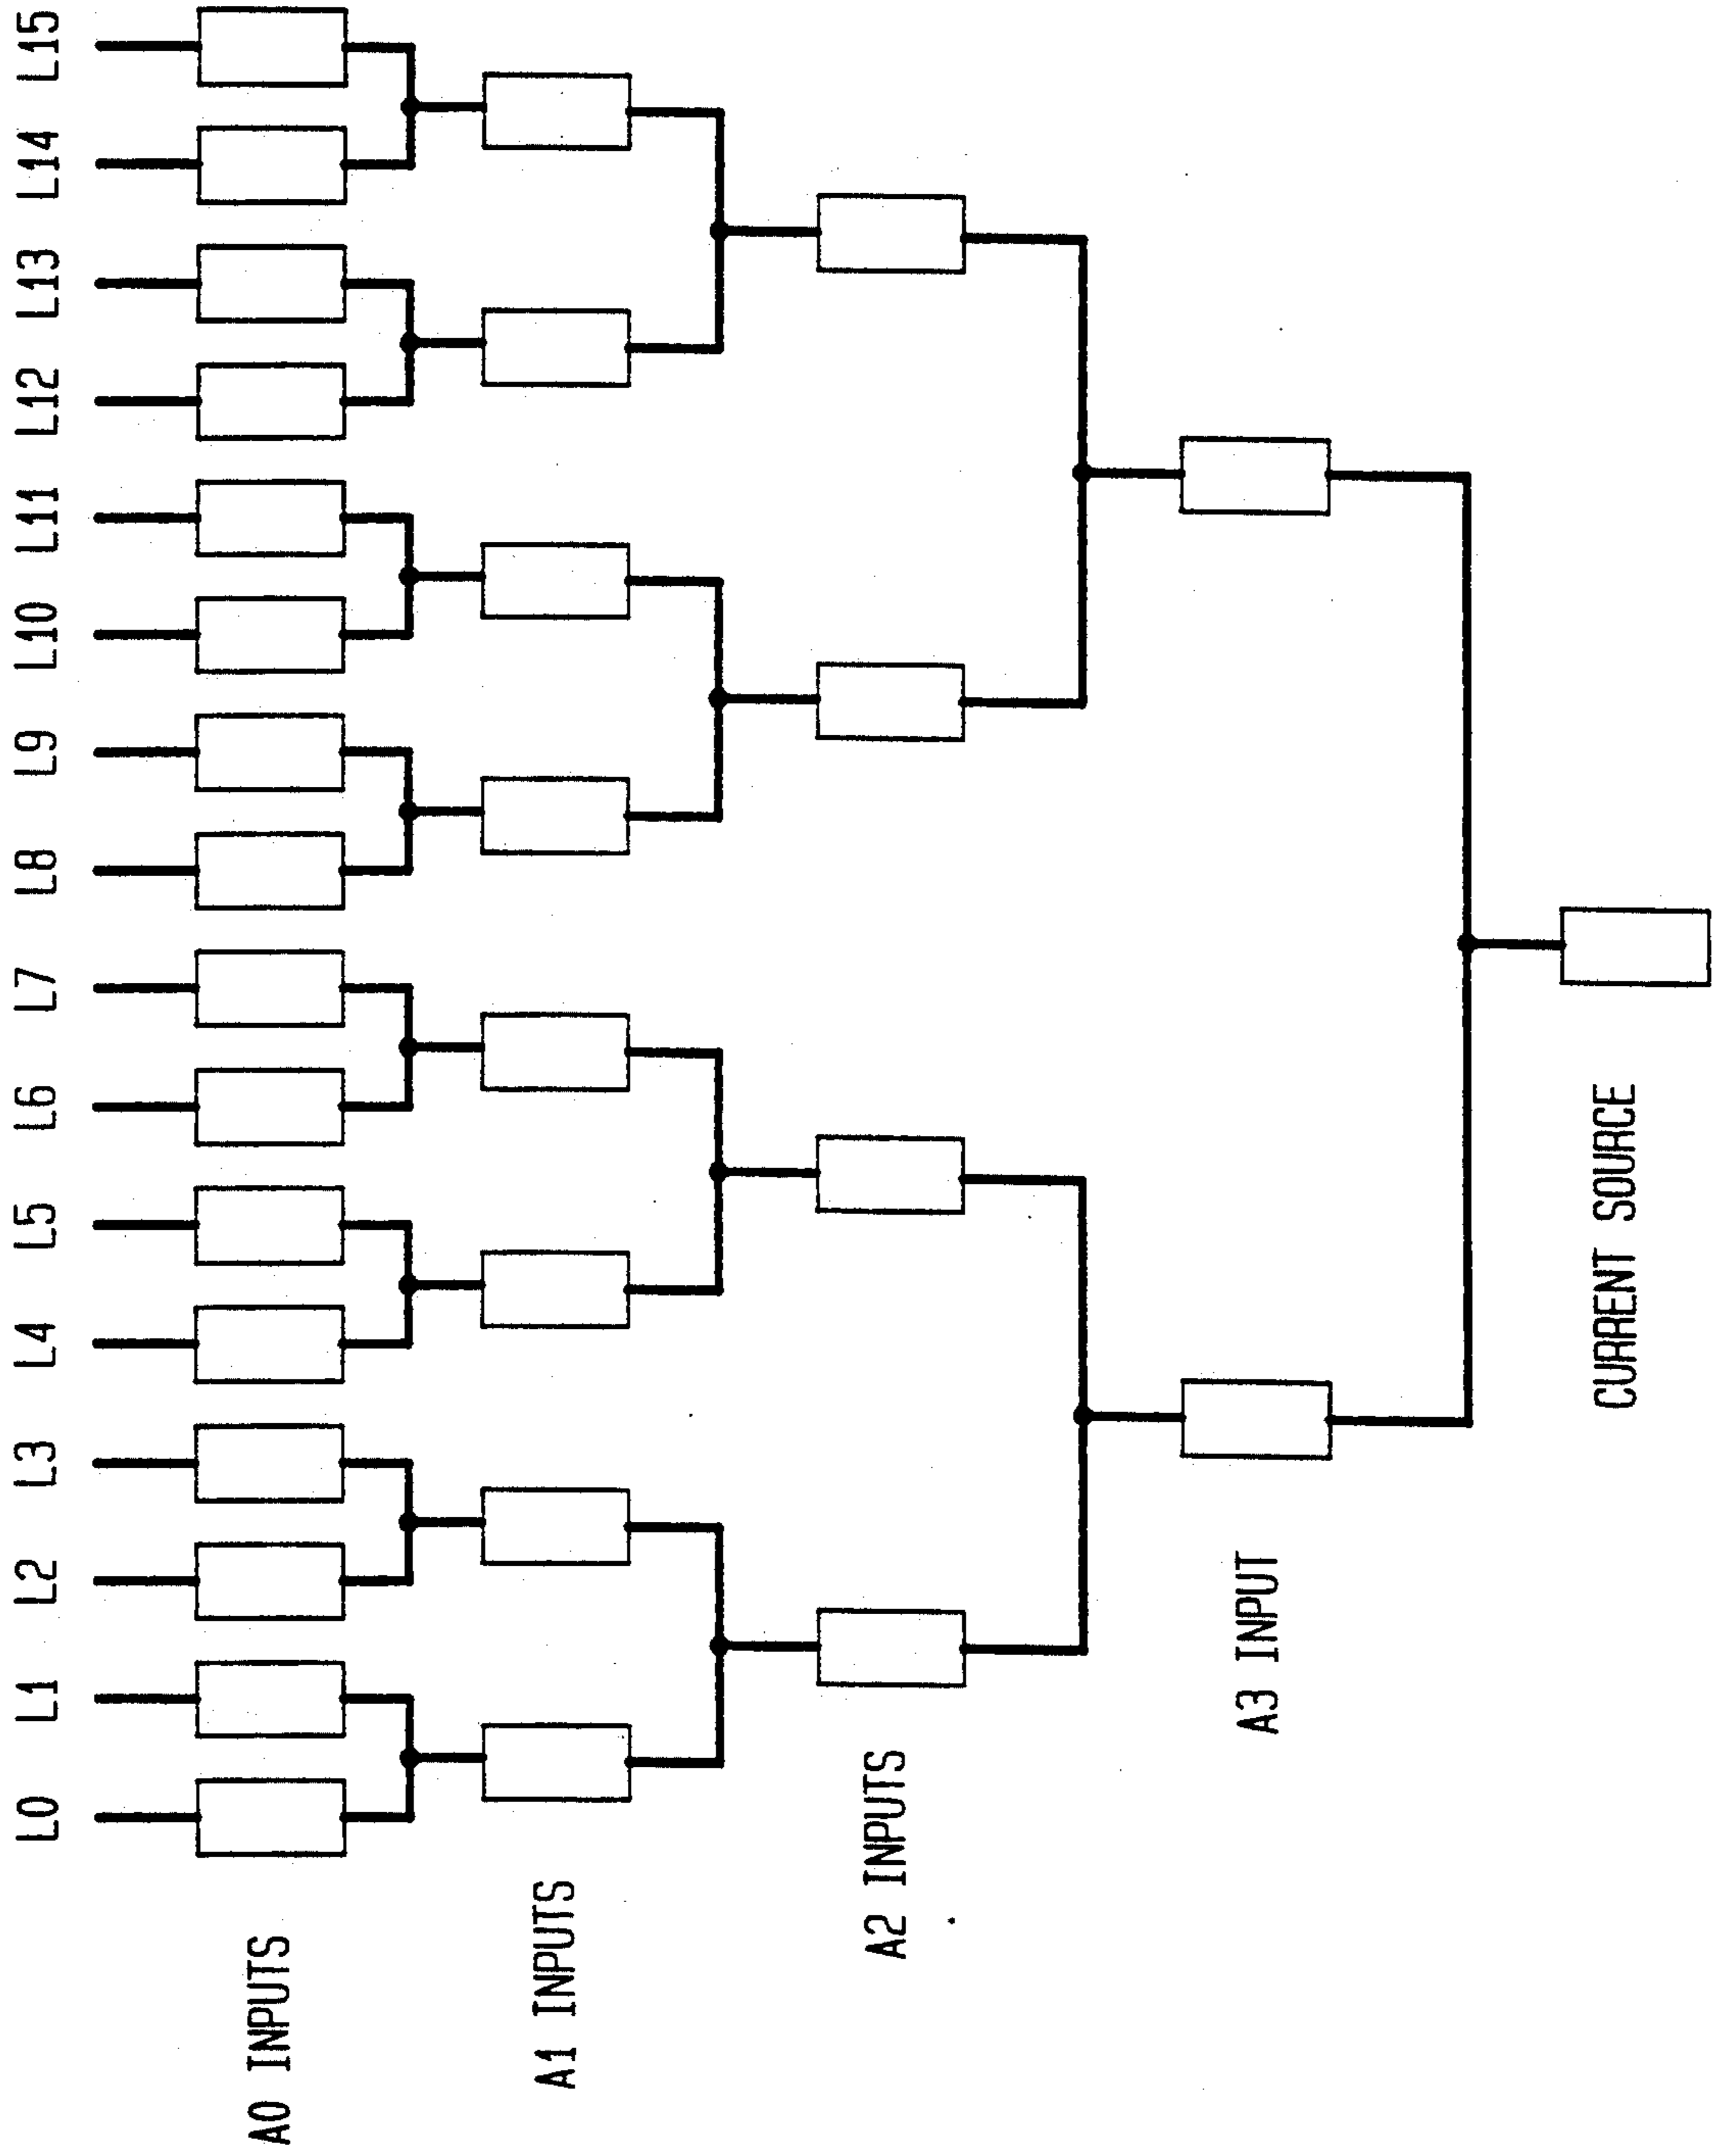 L0 L1 L2 L3 L4 L5 L6 L7 L8 L9 L10 L11 L12 L13 L14 L15
A0 INPUTS
A1 INPUTS
A2 INPUTS
A3 INPUT
CURRENT SOURCE